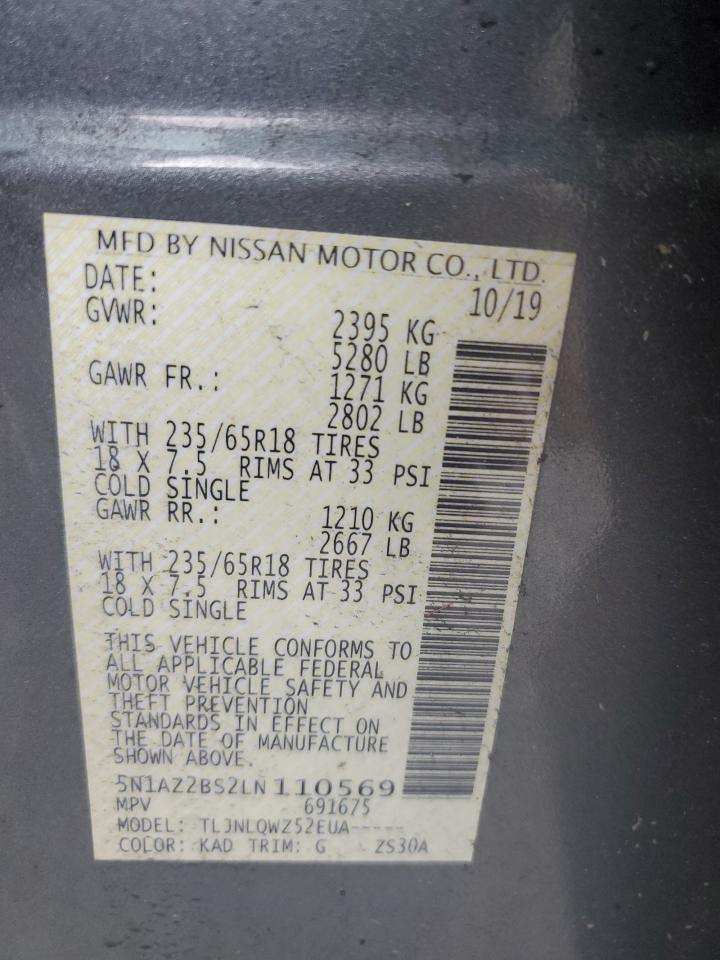 MFD BY NISSAN MOTOR CO., LTD.
DATE: 10/19
GVWR: 2395 KG
5280 LB
GAWR FR.: 1271 KG
2802 LB
WITH 235/65R18 TIRES
18 X 7.5 RIMS AT 33 PSI
COLD SINGLE
GAWR RR.: 1210 KG
2667 LB
WITH 235/65R18 TIRES
18 X 7.5 RIMS AT 33 PSI
COLD SINGLE
THIS VEHICLE CONFORMS TO
ALL APPLICABLE FEDERAL
MOTOR VEHICLE SAFETY AND
THEFT PREVENTION
STANDARDS IN EFFECT ON
THE DATE OF MANUFACTURE
SHOWN ABOVE.
5N1AZ2BS2LN110569
MPV 691675
MODEL: TLJNLQWZ52EUA-----
COLOR: KAD TRIM: G ZS30A